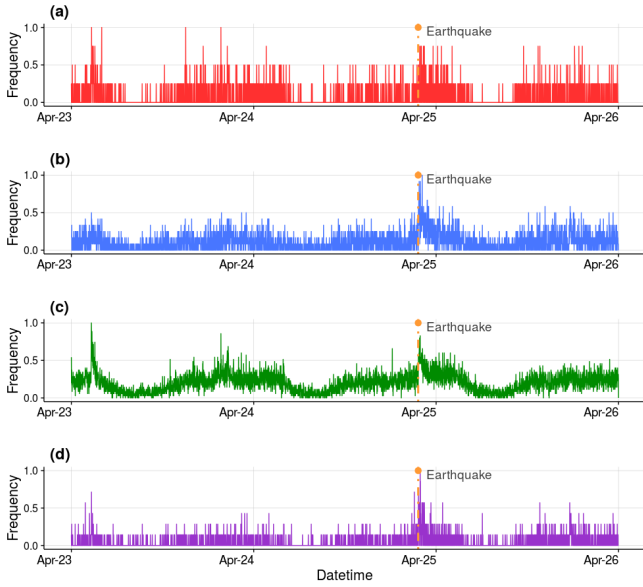 (a)
Frequency
1.0
0.5
0.0
Earthquake
Apr-23
Apr-24
Apr-25
Apr-26
(b)
Frequency
1.0
0.5
0.0
Earthquake
Apr-23
Apr-24
Apr-25
Apr-26
(c)
Frequency
1.0
0.5
0.0
Earthquake
Apr-23
Apr-24
Apr-25
Apr-26
(d)
Frequency
1.0
0.5
0.0
Earthquake
Apr-23
Apr-24
Apr-25
Apr-26
Datetime